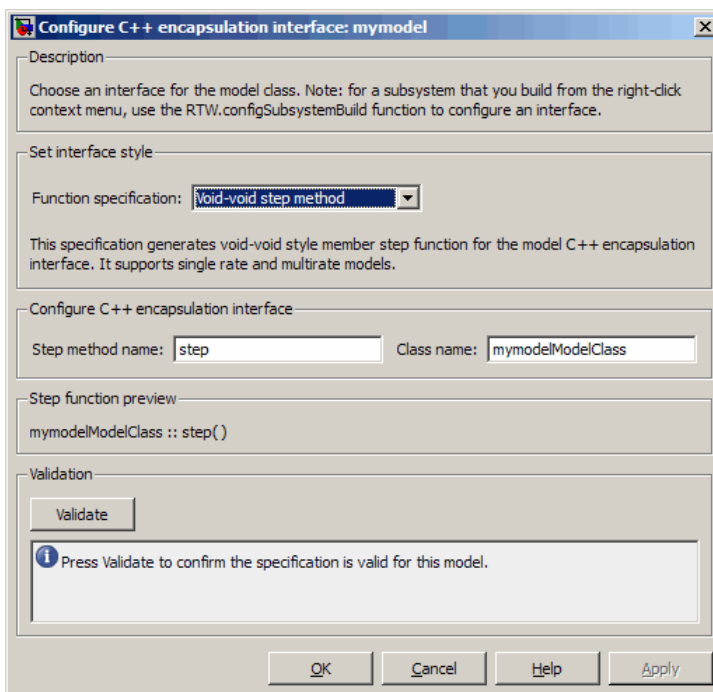 Configure C++ encapsulation interface: mymodel
Description
Choose an interface for the model class. Note: for a subsystem that you build from the right-click
context menu, use the RTW.configSubsystemBuild function to configure an interface.
Set interface style
Function specification: Void-void step method
This specification generates void-void style member step function for the model C++ encapsulation
interface. It supports single rate and multirate models.
Configure C++ encapsulation interface
Step method name: step Class name: mymodelModelClass
Step function preview
mymodelModelClass :: step( )
Validation
Validate
Press Validate to confirm the specification is valid for this model.
OK Cancel Help Apply